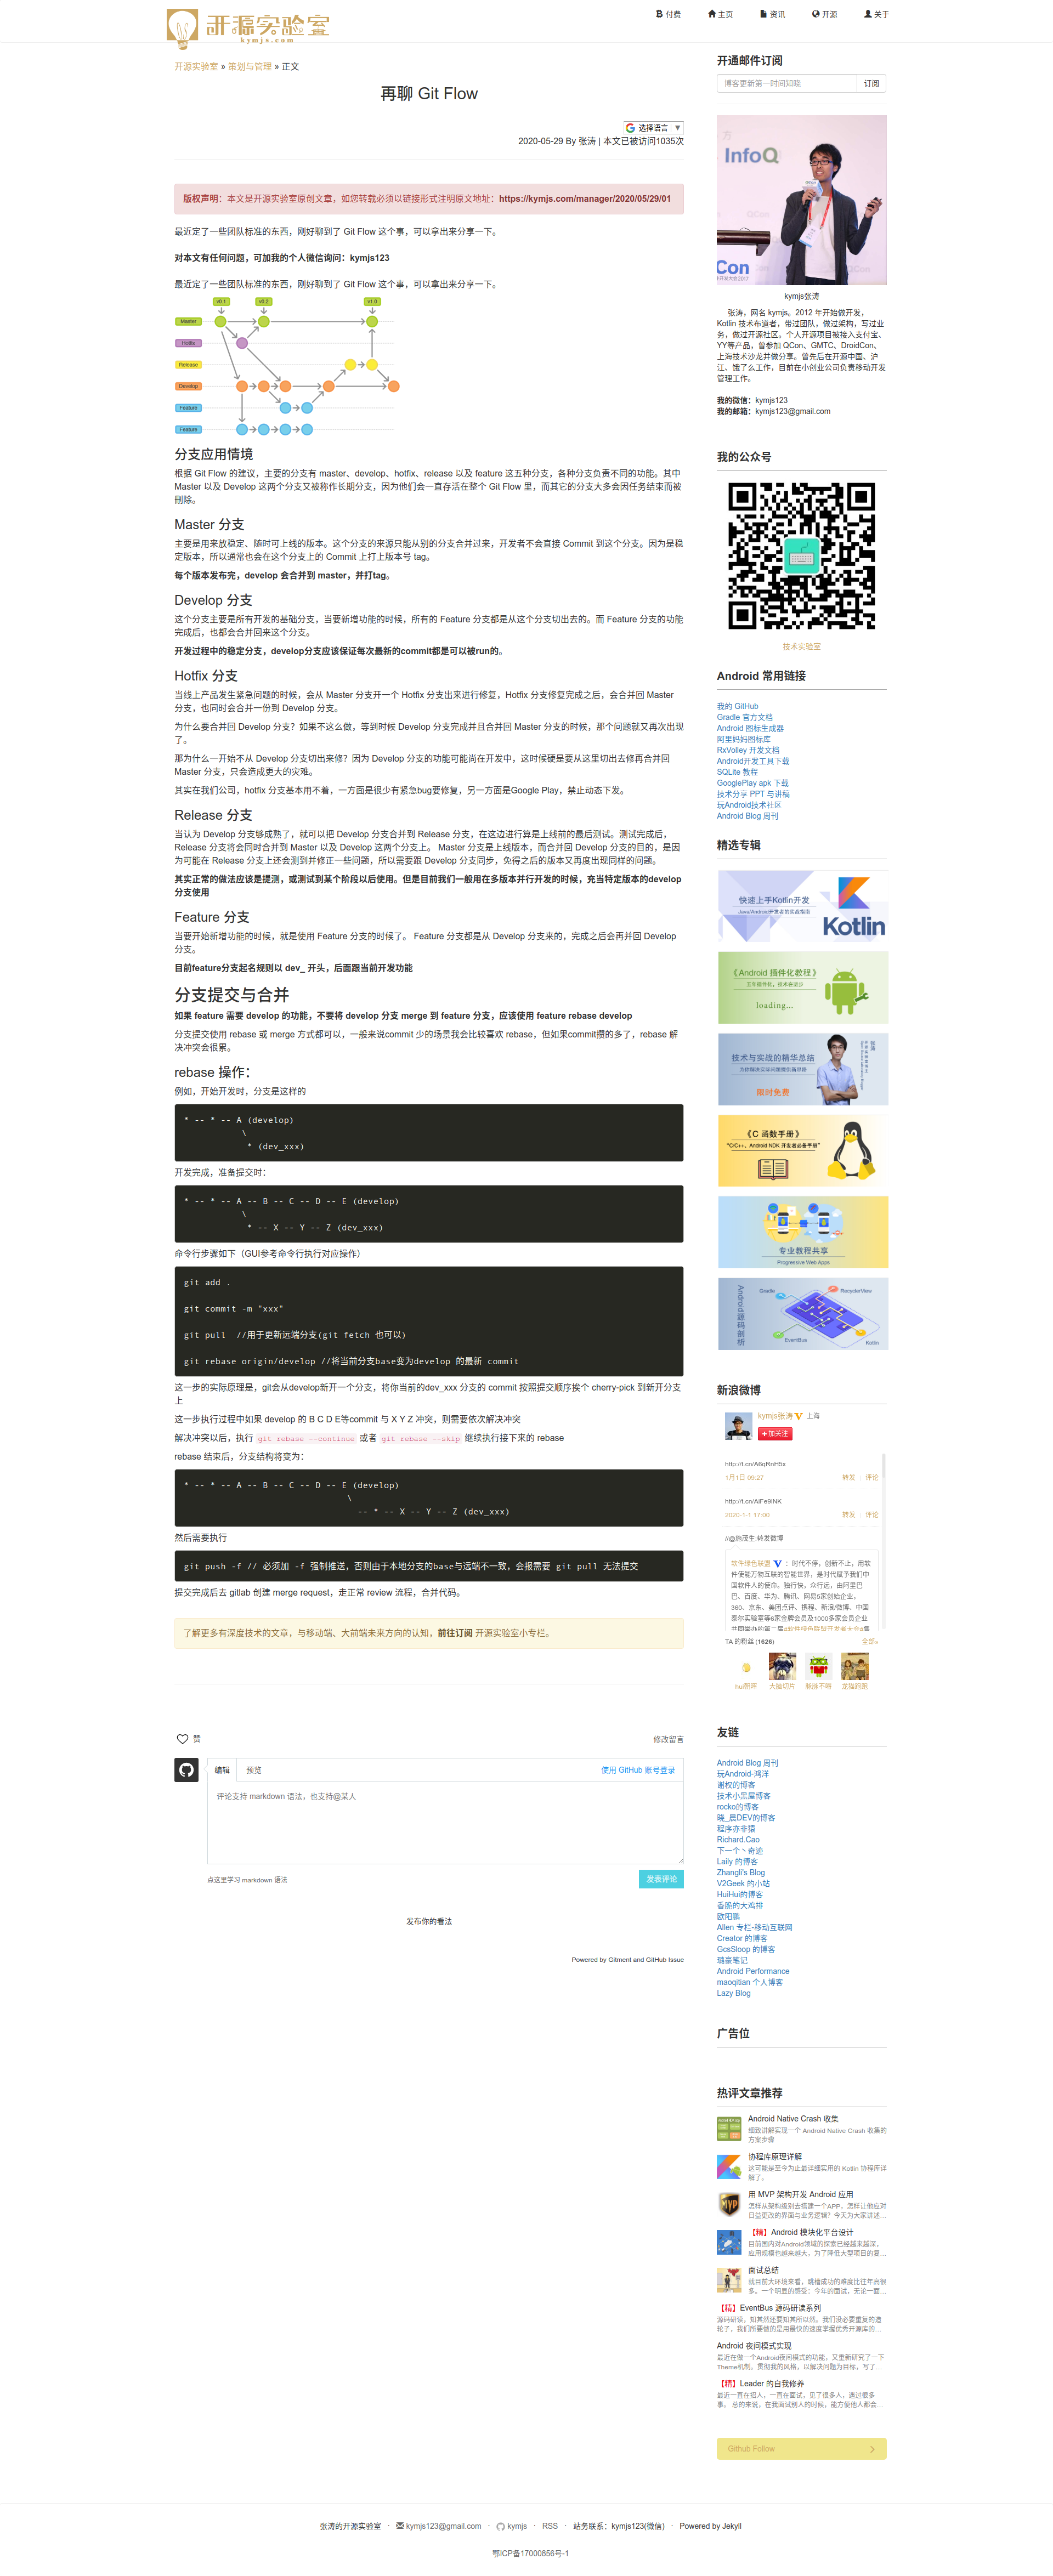 开源实验室
kymjs.com
付费
主页
资讯
开源
关于
开源实验室 » 策划与管理 » 正文
再聊 Git Flow
选择语言 ▼
2020-05-29 By 张涛 | 本文已被访问1035次
版权声明：本文是开源实验室原创文章，如您转载必须以链接形式注明原文地址：https://kymjs.com/manager/2020/05/29/01
最近定了一些团队标准的东西，刚好聊到了 Git Flow 这个事，可以拿出来分享一下。
对本文有任何问题，可加我的个人微信询问：kymjs123
最近定了一些团队标准的东西，刚好聊到了 Git Flow 这个事，可以拿出来分享一下。
v0.1
v0.2
v1.0
Master
Hotfix
Release
Develop
Feature
Feature
分支应用情境
根据 Git Flow 的建议，主要的分支有 master、develop、hotfix、release 以及 feature 这五种分支，各种分支负责不同的功能。其中
Master 以及 Develop 这两个分支又被称作长期分支，因为他们会一直存活在整个 Git Flow 里，而其它的分支大多会因任务结束而被
刪除。
Master 分支
主要是用来放稳定、随时可上线的版本。这个分支的来源只能从别的分支合并过来，开发者不会直接 Commit 到这个分支。因为是稳
定版本，所以通常也会在这个分支上的 Commit 上打上版本号 tag。
每个版本发布完，develop 会合并到 master，并打tag。
Develop 分支
这个分支主要是所有开发的基础分支，当要新增功能的时候，所有的 Feature 分支都是从这个分支切出去的。而 Feature 分支的功能
完成后，也都会合并回来这个分支。
开发过程中的稳定分支，develop分支应该保证每次最新的commit都是可以被run的。
Hotfix 分支
当线上产品发生紧急问题的时候，会从 Master 分支开一个 Hotfix 分支出来进行修复，Hotfix 分支修复完成之后，会合并回 Master
分支，也同时会合并一份到 Develop 分支。
为什么要合并回 Develop 分支？如果不这么做，等到时候 Develop 分支完成并且合并回 Master 分支的时候，那个问题就又再次出现
了。
那为什么一开始不从 Develop 分支切出来修？因为 Develop 分支的功能可能尚在开发中，这时候硬是要从这里切出去修再合并回
Master 分支，只会造成更大的灾难。
其实在我们公司，hotfix 分支基本用不着，一方面是很少有紧急bug要修复，另一方面是Google Play，禁止动态下发。
Release 分支
当认为 Develop 分支够成熟了，就可以把 Develop 分支合并到 Release 分支，在这边进行算是上线前的最后测试。测试完成后，
Release 分支将会同时合并到 Master 以及 Develop 这两个分支上。 Master 分支是上线版本，而合并回 Develop 分支的目的，是因
为可能在 Release 分支上还会测到并修正一些问题，所以需要跟 Develop 分支同步，免得之后的版本又再度出现同样的问题。
其实正常的做法应该是提测，或测试到某个阶段以后使用。但是目前我们一般用在多版本并行开发的时候，充当特定版本的develop
分支使用
Feature 分支
当要开始新增功能的时候，就是使用 Feature 分支的时候了。 Feature 分支都是从 Develop 分支来的，完成之后会再并回 Develop
分支。
目前feature分支起名规则以 dev_ 开头，后面跟当前开发功能
分支提交与合并
如果 feature 需要 develop 的功能，不要将 develop 分支 merge 到 feature 分支，应该使用 feature rebase develop
分支提交使用 rebase 或 merge 方式都可以，一般来说commit 少的场景我会比较喜欢 rebase，但如果commit攒的多了，rebase 解
决冲突会很累。
rebase 操作：
例如，开始开发时，分支是这样的
* -- * -- A (develop)
\
* (dev_xxx)
开发完成，准备提交时：
* -- * -- A -- B -- C -- D -- E (develop)
\
* -- X -- Y -- Z (dev_xxx)
命令行步骤如下（GUI参考命令行执行对应操作）
git add .
git commit -m "xxx"
git pull  //用于更新远端分支(git fetch 也可以)
git rebase origin/develop //将当前分支base变为develop 的最新 commit
这一步的实际原理是，git会从develop新开一个分支，将你当前的dev_xxx 分支的 commit 按照提交顺序挨个 cherry-pick 到新开分支
上
这一步执行过程中如果 develop 的 B C D E等commit 与 X Y Z 冲突，则需要依次解决冲突
解决冲突以后，执行 git rebase --continue 或者 git rebase --skip 继续执行接下来的 rebase
rebase 结束后，分支结构将变为：
* -- * -- A -- B -- C -- D -- E (develop)
\
-- * -- X -- Y -- Z (dev_xxx)
然后需要执行
git push -f // 必须加 -f 强制推送，否则由于本地分支的base与远端不一致，会报需要 git pull 无法提交
提交完成后去 gitlab 创建 merge request，走正常 review 流程，合并代码。
了解更多有深度技术的文章，与移动端、大前端未来方向的认知，前往订阅 开源实验室小专栏。
赞
修改留言
编辑
预览
使用 GitHub 账号登录
评论支持 markdown 语法，也支持@某人
点这里学习 markdown 语法
发表评论
发布你的看法
Powered by Gitment and GitHub Issue
开通邮件订阅
博客更新第一时间知晓
订阅
InfoQ
QCon
Con
kymjs张涛
张涛，网名 kymjs。2012 年开始做开发，
Kotlin 技术布道者，带过团队，做过架构，写过业
务，做过开源社区。个人开源项目被接入支付宝、
YY等产品，曾参加 QCon、GMTC、DroidCon、
上海技术沙龙并做分享。曾先后在开源中国、沪
江、饿了么工作，目前在小创业公司负责移动开发
管理工作。
我的微信：kymjs123
我的邮箱：kymjs123@gmail.com
我的公众号
技术实验室
Android 常用链接
我的 GitHub
Gradle 官方文档
Android 图标生成器
阿里妈妈图标库
RxVolley 开发文档
Android开发工具下载
SQLite 教程
GooglePlay apk 下载
技术分享 PPT 与讲稿
玩Android技术社区
Android Blog 周刊
精选专辑
快速上手Kotlin开发
Java/Android开发者的实战指南
Kotlin
《Android 插件化教程》
玩车插件化，技术在进步
loading...
技术与实战的精华总结
限时免费
张涛
《C 函数手册》
"C/C++，Android NDK 开发者必备手册"
专业教程共享
Progressive Web Apps
Android源码剖析
Gradle
RecyclerView
EventBus
Kotlin
新浪微博
kymjs张涛 上海
加关注
http://t.cn/A6qRnH5x
1月1日 09:27
转发 | 评论
http://t.cn/AiFe9INK
2020-1-1 17:00
转发 | 评论
//@施茂生:转发微博
软件绿色联盟 ：时代不停，创新不止，用软
件使能万物互联的智能世界，是时代赋予我们中
国软件人的使命。独行快，众行远，由阿里巴
巴、百度、华为、腾讯、网易5家创始企业，
360、京东、美团点评、携程、新浪/微博、中国
泰尔实验室等6家金牌会员及1000多家会员企业
共同举办的第二届#软件绿色联盟开发者大会#集
TA 的粉丝 (1626)
全部»
hui朝阳
大脑切片
脉脉不得
龙猫跑跑
友链
Android Blog 周刊
玩Android-鸿洋
谢权的博客
技术小黑屋博客
rocko的博客
晓_晨DEV的博客
程序亦非猿
Richard.Cao
下一个丶奇迹
Laily 的博客
Zhangli's Blog
V2Geek 的小站
HuiHui的博客
香脆的大鸡排
欧阳鹏
Allen 专栏-移动互联网
Creator 的博客
GcsSloop 的博客
璐豪笔记
Android Performance
maoqitian 个人博客
Lazy Blog
广告位
热评文章推荐
Android Native Crash 收集
细致讲解实现一个 Android Native Crash 收集的
方案步骤
协程库原理详解
这可能是至今为止最详细实用的 Kotlin 协程库详
解了。
MVP
用 MVP 架构开发 Android 应用
怎样从架构级别去搭建一个APP，怎样让他应对
日益更改的界面与业务逻辑？今天为大家讲述...
【精】Android 模块化平台设计
目前国内对Android领域的探索已经越来越深，
应用规模也越来越大，为了降低大型项目的复...
面试总结
就目前大环境来看，跳槽成功的难度比往年高很
多。一个明显的感受：今年的面试，无论一面...
【精】EventBus 源码研读系列
源码研读，知其然还要知其所以然。我们没必要重复的造
轮子，我们所要做的是用最快的速度掌握优秀开源库的...
Android 夜间模式实现
最近在做一个Android夜间模式的功能，又重新研究了一下
Theme机制。贯彻我的风格，以解决问题为目标，写了...
【精】Leader 的自我修养
最近一直在招人，一直在面试，见了很多人，遇过很多
事。 总的来说，在我面试别人的时候，能方便他人都会...
Github Follow
张涛的开源实验室 · kymjs123@gmail.com · kymjs · RSS · 站务联系：kymjs123(微信) · Powered by Jekyll
鄂ICP备17000856号-1